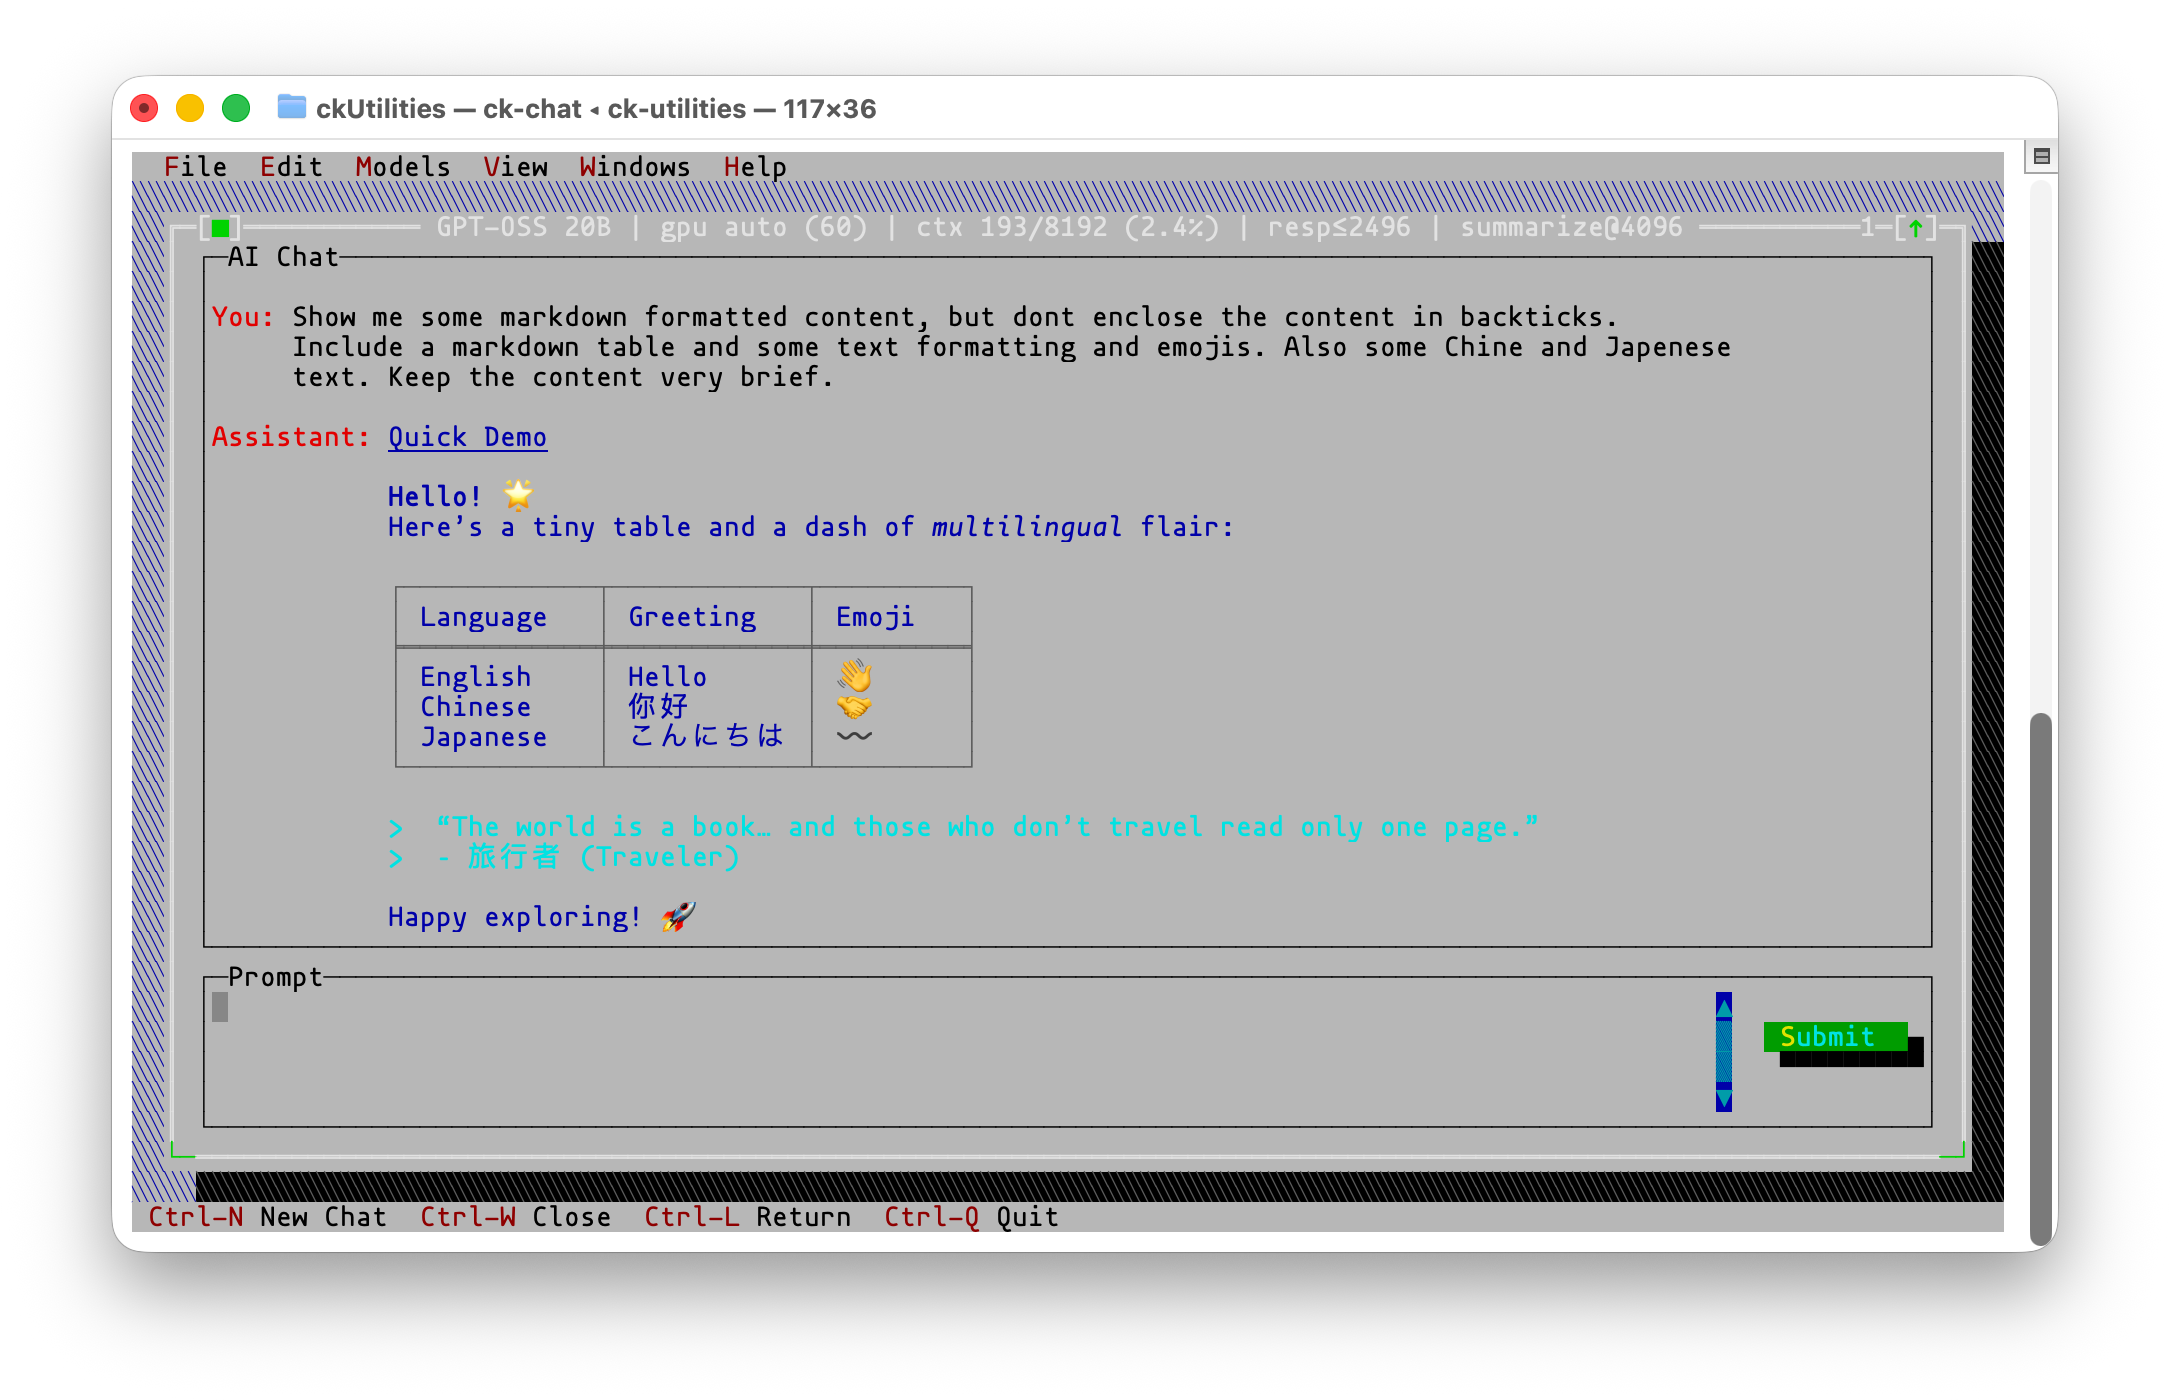 ckUtilities — ck-chat ◂ ck-utilities — 117×36
File Edit Models View Windows Help
[■] GPT-OSS 20B | gpu auto (60) | ctx 193/8192 (2.4%) | resp≤2496 | summarize@4096 1 [↑]
AI Chat
You: Show me some markdown formatted content, but dont enclose the content in backticks.
Include a markdown table and some text formatting and emojis. Also some Chine and Japenese
text. Keep the content very brief.
Assistant: Quick Demo
Hello! 🌟
Here’s a tiny table and a dash of multilingual flair:
Language Greeting Emoji
English Hello 👋
Chinese 你好 🤝
Japanese こんにちは 〰
> “The world is a book… and those who don’t travel read only one page.”
> - 旅行者 (Traveler)
Happy exploring! 🚀
Prompt
Submit
Ctrl-N New Chat Ctrl-W Close Ctrl-L Return Ctrl-Q Quit